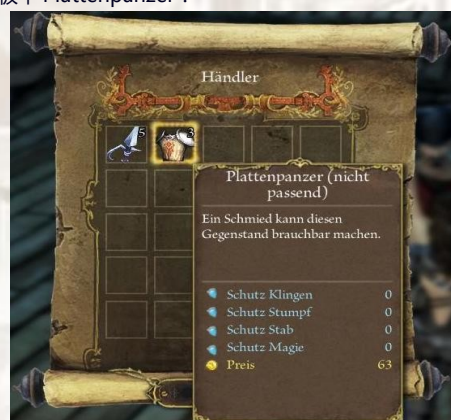 Plattenpanzer .
Händler
5 3
Plattenpanzer (nicht
passend)
Ein Schmied kann diesen
Gegenstand brauchbar machen.
Schutz Klingen 0
Schutz Stumpf 0
Schutz Stab 0
Schutz Magie 0
Preis 63